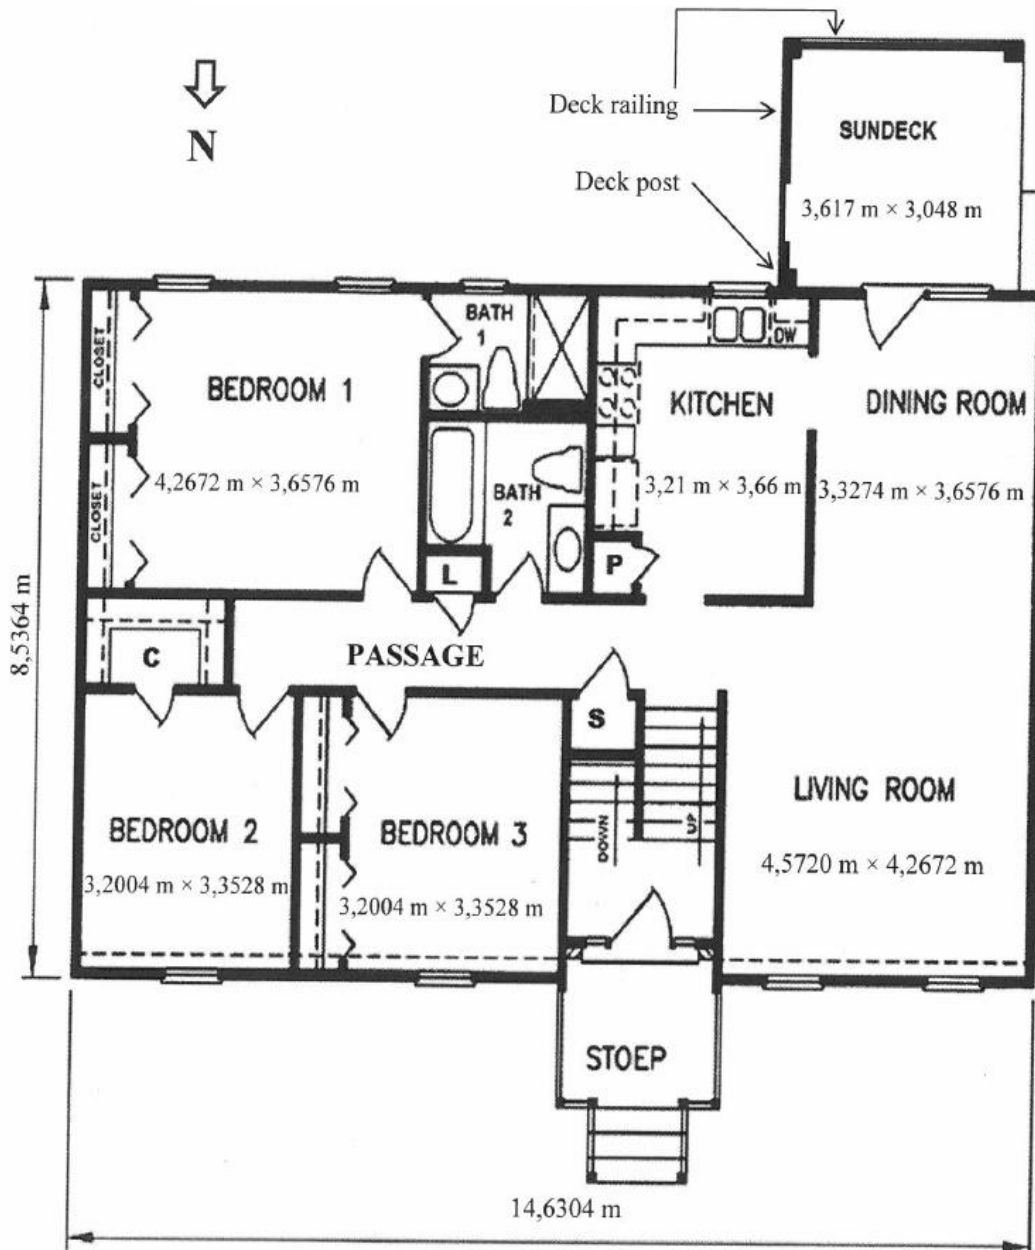 N
Deck railing
SUNDECK
Deck post
3,617 m × 3,048 m
BATH
1
CLOSET
BEDROOM 1
DW
KITCHEN
DINING ROOM
4,2672 m × 3,6576 m
CLOSET
BATH
2
3,21 m × 3,66 m
3,3274 m × 3,6576 m
L
P
8,5364 m
C
PASSAGE
S
BEDROOM 2
BEDROOM 3
DOWN
UP
LIVING ROOM
3,2004 m × 3,3528 m
3,2004 m × 3,3528 m
4,5720 m × 4,2672 m
STOEP
14,6304 m